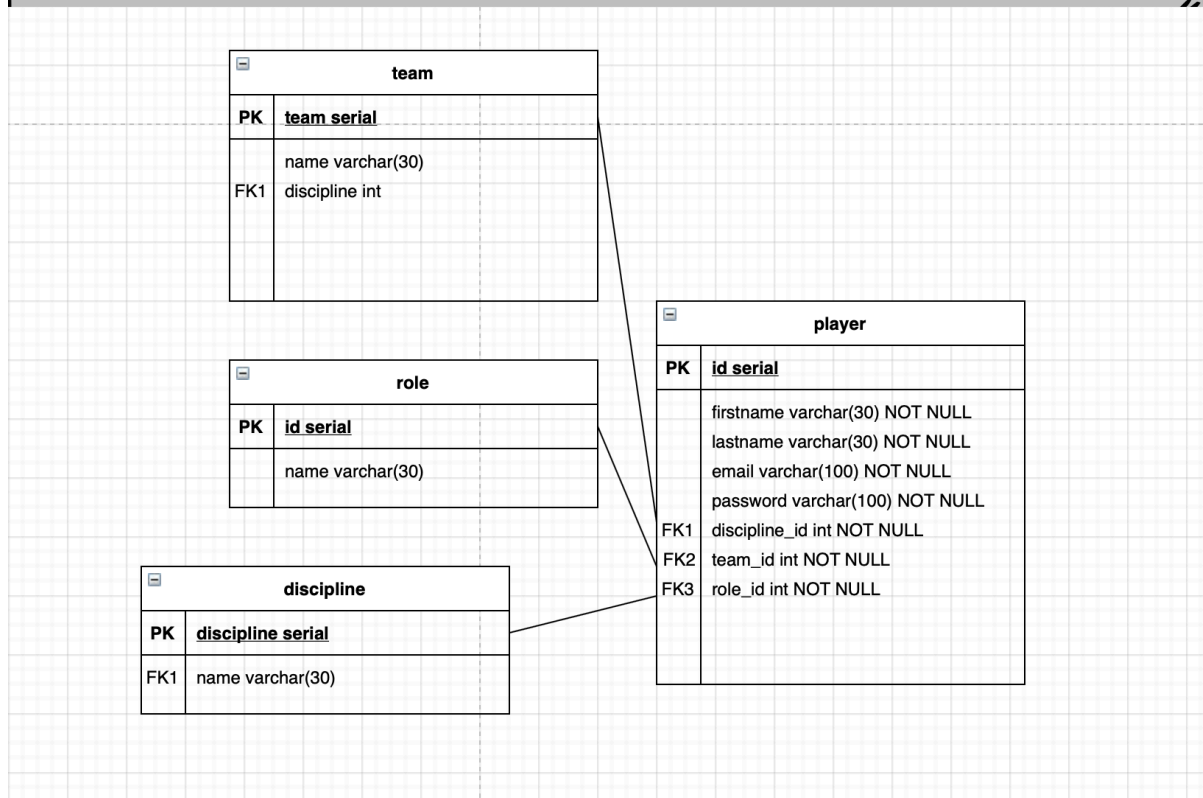 team
PK team serial
name varchar(30)
FK1 discipline int
role
PK id serial
name varchar(30)
discipline
PK discipline serial
FK1 name varchar(30)
player
PK id serial
firstname varchar(30) NOT NULL
lastname varchar(30) NOT NULL
email varchar(100) NOT NULL
password varchar(100) NOT NULL
FK1 discipline_id int NOT NULL
FK2 team_id int NOT NULL
FK3 role_id int NOT NULL